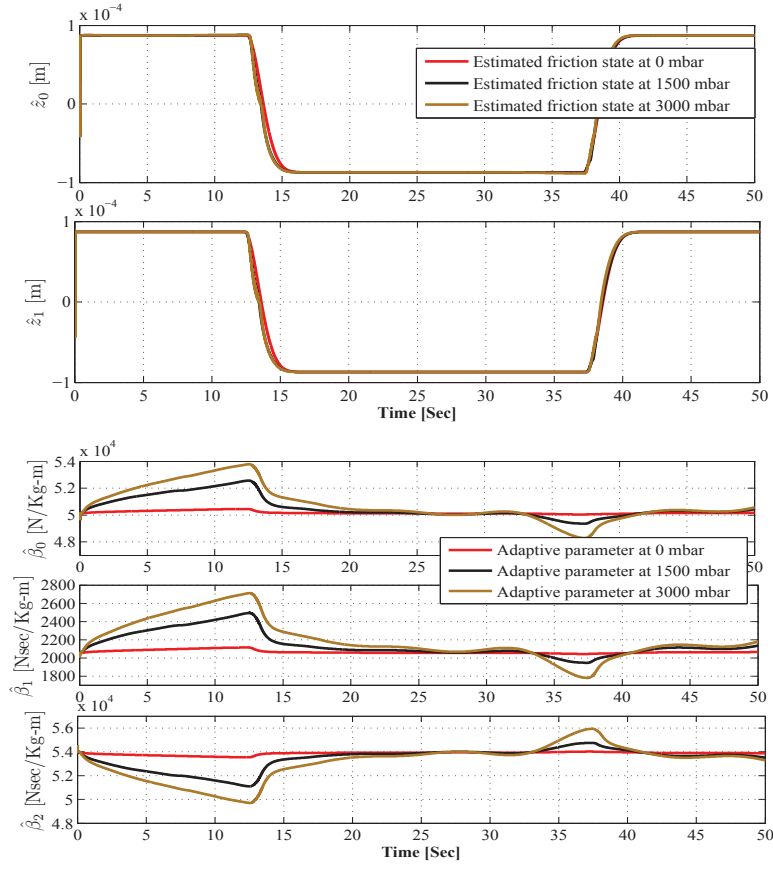 x 10⁻⁴
1
0
−1
ẑ₀ [m]
Estimated friction state at 0 mbar
Estimated friction state at 1500 mbar
Estimated friction state at 3000 mbar
0 5 10 15 20 25 30 35 40 45 50
x 10⁻⁴
1
0
−1
ẑ₁ [m]
0 5 10 15 20 25 30 35 40 45 50
Time [Sec]
x 10⁴
5.4
5.2
5
4.8
β̂₀ [N/Kg-m]
0 5 10 15 20 25 30 35 40 45 50
Adaptive parameter at 0 mbar
Adaptive parameter at 1500 mbar
Adaptive parameter at 3000 mbar
2800
2600
2400
2200
2000
1800
β̂₁ [Nsec/Kg-m]
0 5 10 15 20 25 30 35 40 45 50
x 10⁴
5.6
5.4
5.2
5
4.8
β̂₂ [Nsec/Kg-m]
0 5 10 15 20 25 30 35 40 45 50
Time [Sec]